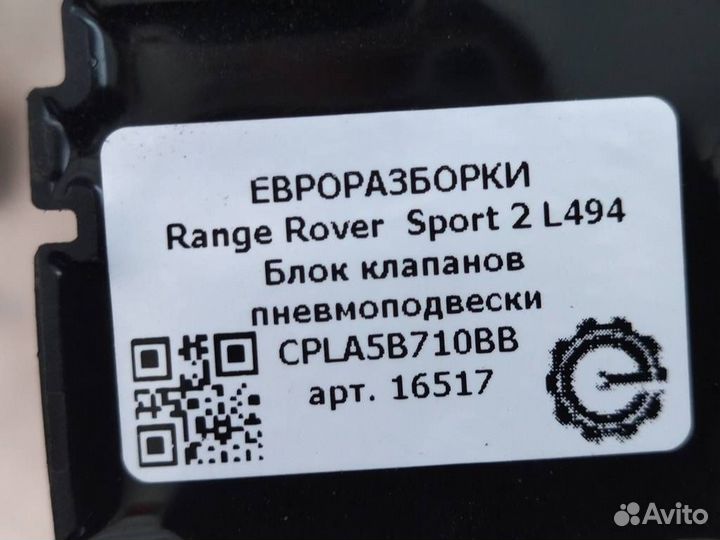 ЕВРОРАЗБОРКИ
Range Rover Sport 2 L494
Блок клапанов
пневмоподвески
CPLA5B710BB
арт. 16517
Avito